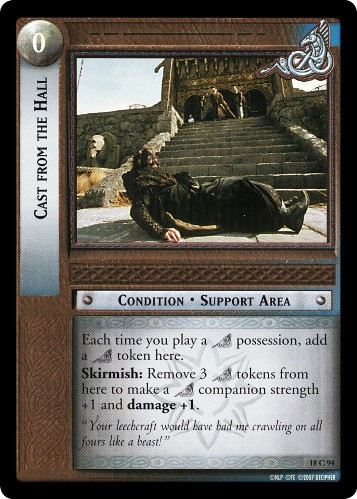 0
CAST FROM THE HALL
CONDITION • SUPPORT AREA
Each time you play a possession, add
a token here.
Skirmish: Remove 3 tokens from
here to make a companion strength
+1 and damage +1.
"Your leechcraft would have had me crawling on all
fours like a beast!"
18 C 94
©NLP ™&©TE ©2007 DECIPHER